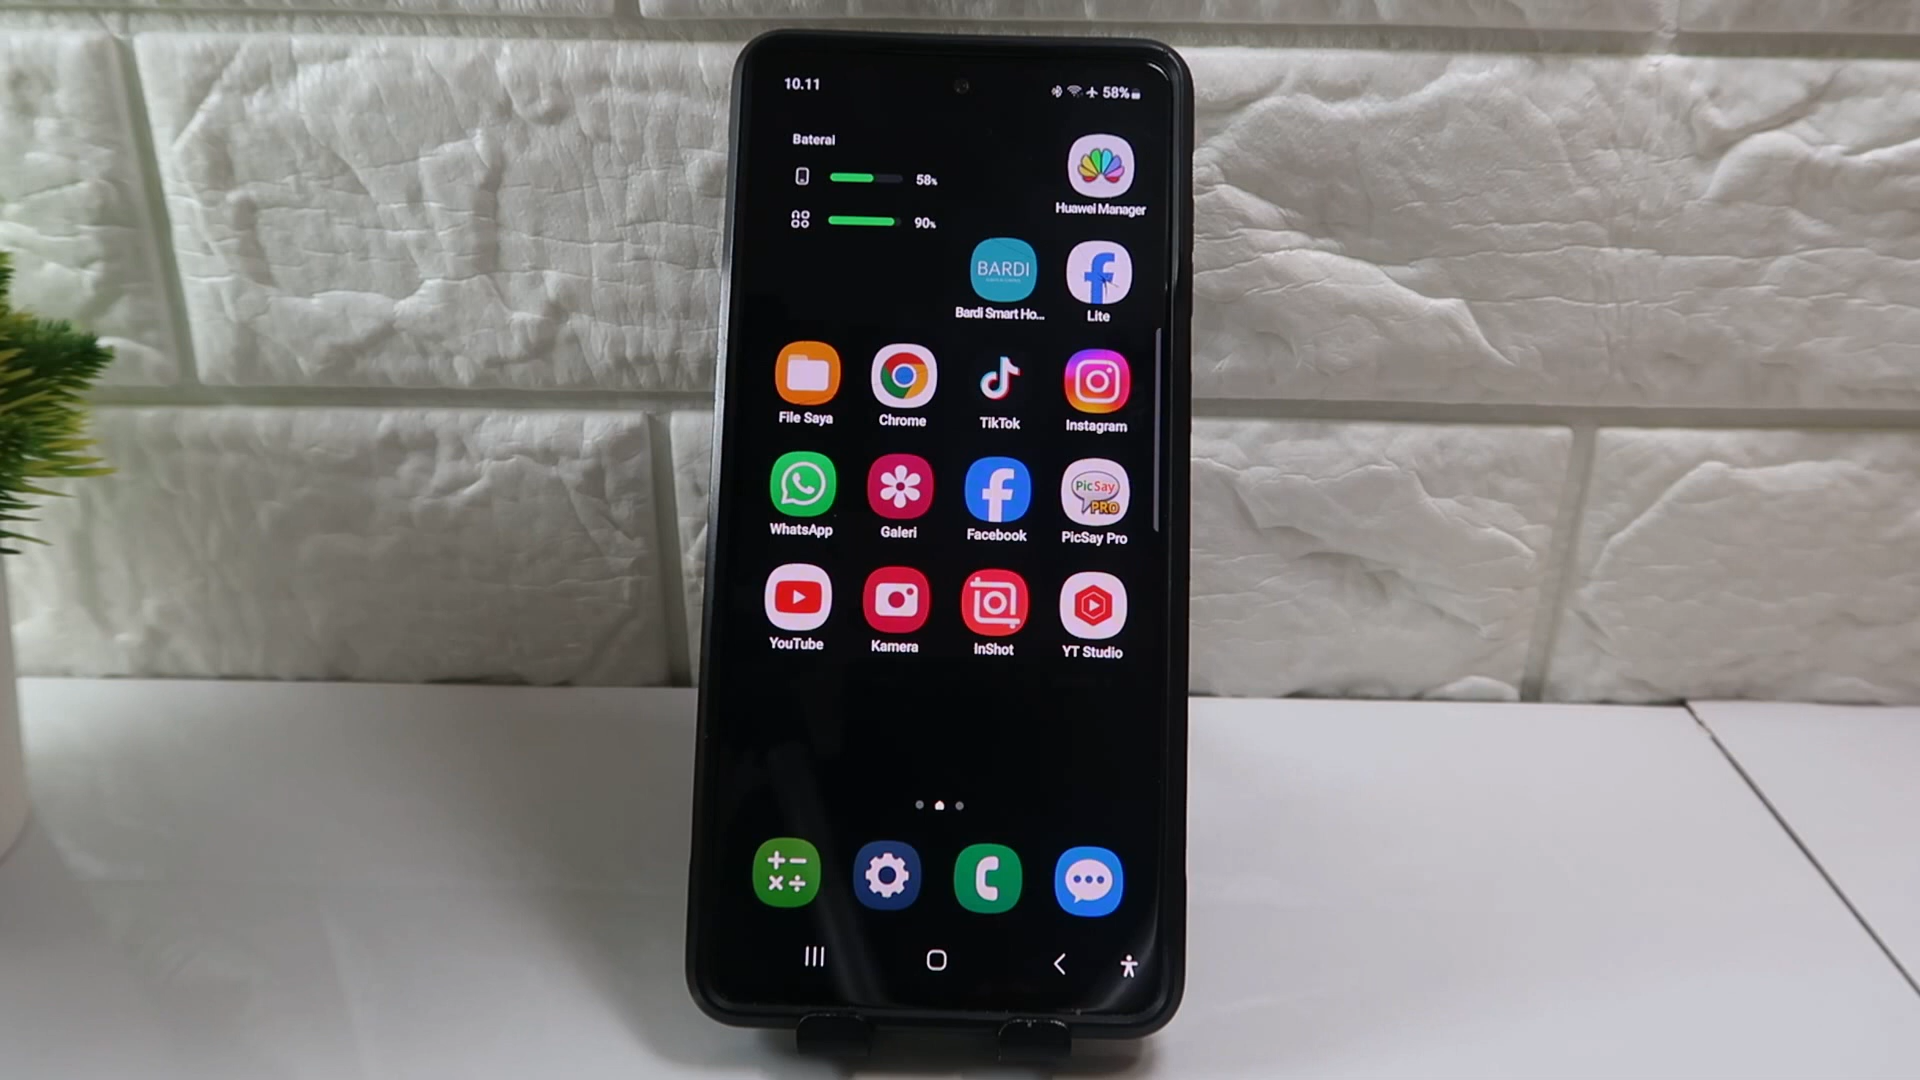 10.11
58%
Baterai
58%
90%
Huawei Manager
BARDI
Bardi Smart Ho...
Lite
File Saya
Chrome
TikTok
Instagram
WhatsApp
Galeri
Facebook
PicSay
PRO
PicSay Pro
YouTube
Kamera
InShot
YT Studio